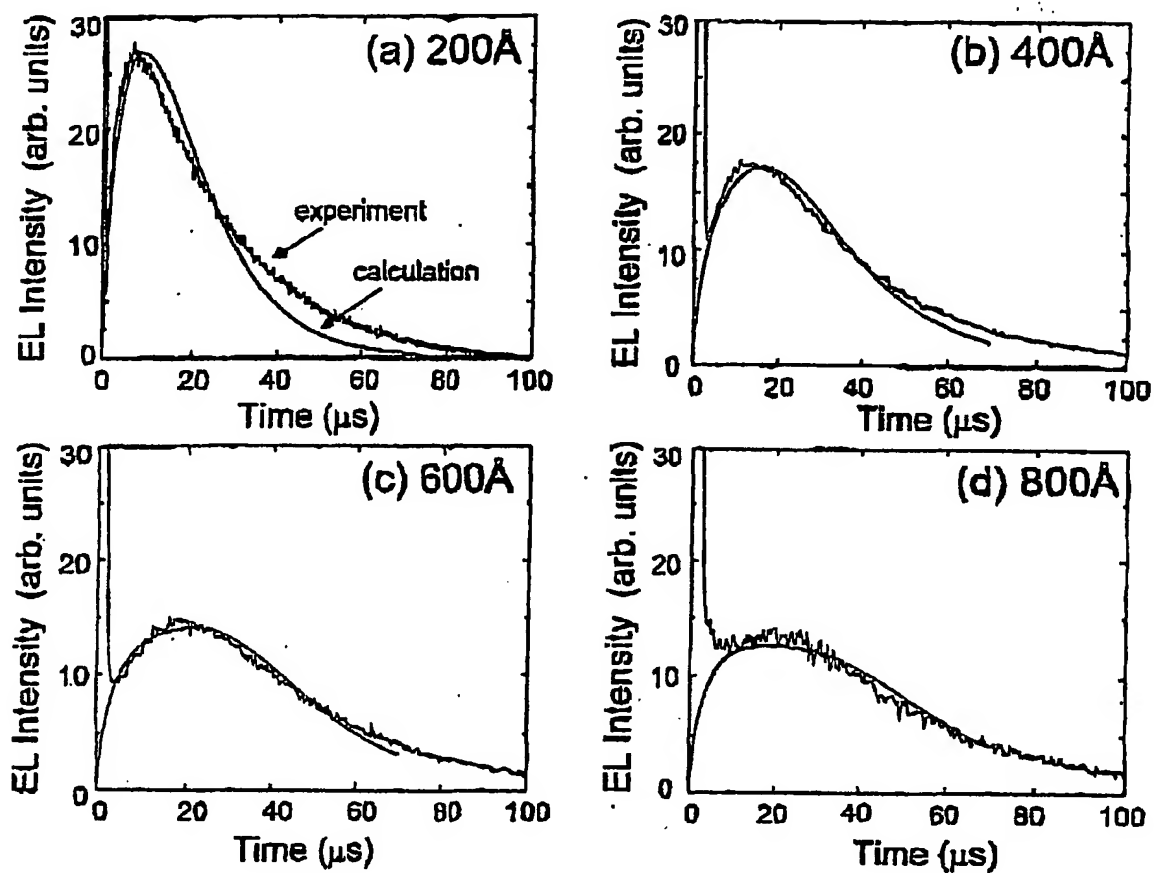 (a) 200Å
EL Intensity (arb. units)
30
20
10
0
experiment
calculation
0 20 40 60 80 100
Time (μs)
(b) 400Å
EL Intensity (arb. units)
30
20
10
0
0 20 40 60 80 100
Time (μs)
(c) 600Å
EL Intensity (arb. units)
30
20
10
0
0 20 40 60 80 100
Time (μs)
(d) 800Å
EL Intensity (arb. units)
30
20
10
0
0 20 40 60 80 100
Time (μs)